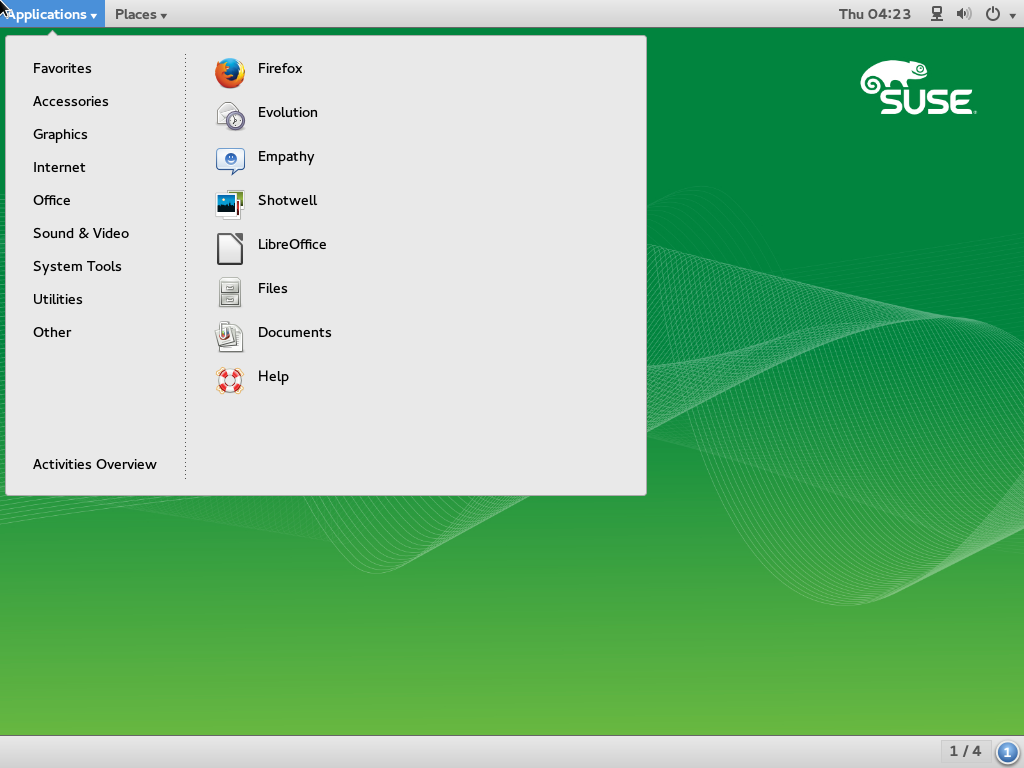 Applications
Places
Thu 04:23
Favorites
Accessories
Graphics
Internet
Office
Sound & Video
System Tools
Utilities
Other
Activities Overview
Firefox
Evolution
Empathy
Shotwell
LibreOffice
Files
Documents
Help
SUSE
1 / 4
1